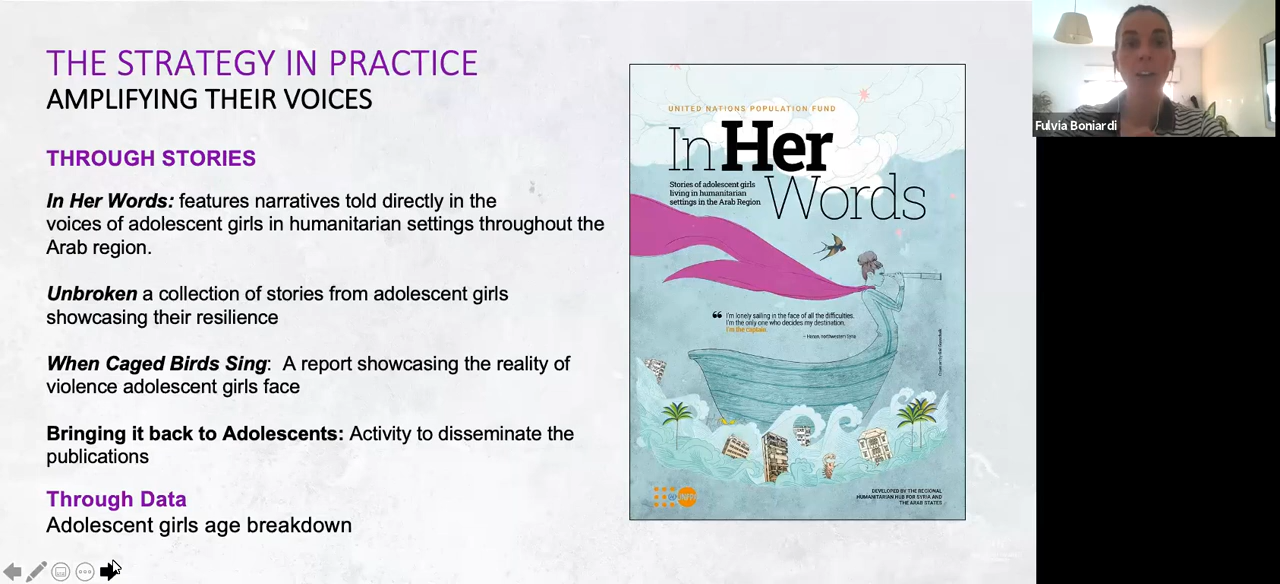 THE STRATEGY IN PRACTICE
AMPLIFYING THEIR VOICES
THROUGH STORIES
In Her Words: features narratives told directly in the
voices of adolescent girls in humanitarian settings throughout the
Arab region.
Unbroken a collection of stories from adolescent girls
showcasing their resilience
When Caged Birds Sing:  A report showcasing the reality of
violence adolescent girls face
Bringing it back to Adolescents: Activity to disseminate the
publications
Through Data
Adolescent girls age breakdown
UNITED NATIONS POPULATION FUND
In Her
Words
Stories of adolescent girls
living in humanitarian
settings in the Arab Region
“ I'm lonely sailing in the face of all the difficulties.
I'm the only one who decides my destination.
I'm the captain.
northwestern Syria
UNFPA
DEVELOPED BY THE REGIONAL
HUMANITARIAN HUB FOR SYRIA AND
THE ARAB STATES
Fulvia Boniardi